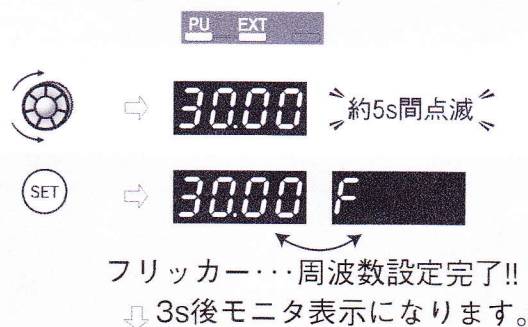 PU EXT
30.00 約5s間点滅
SET 30.00 F
フリッカー･･･周波数設定完了!!
3s後モニタ表示になります。